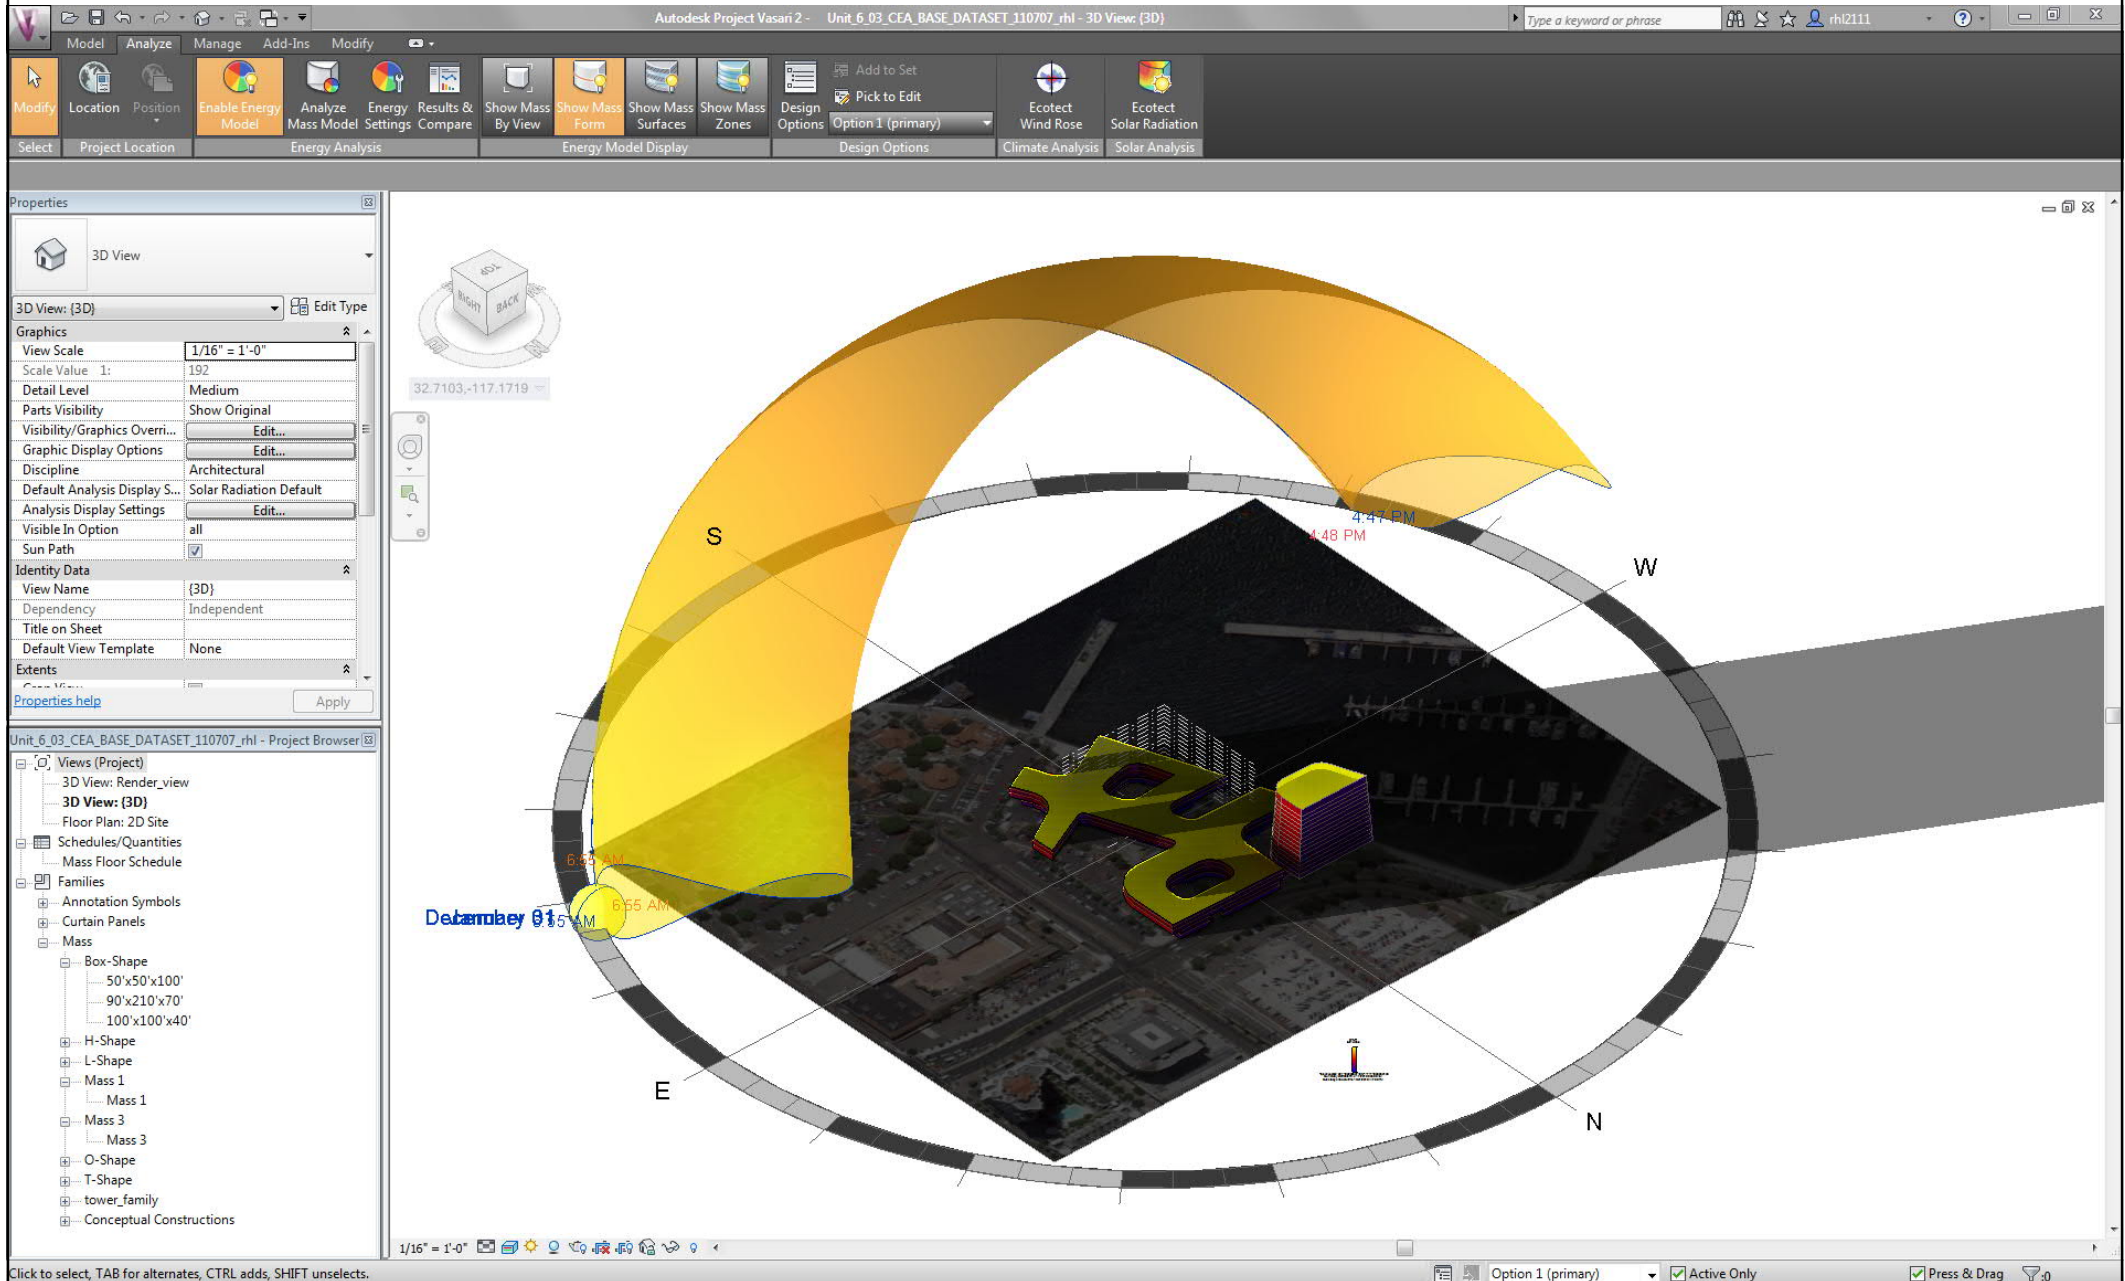 Autodesk Project Vasari 2 - Unit_6_03_CEA_BASE_DATASET_110707_rhl - 3D View: {3D}
Type a keyword or phrase
rhl2111
Model Analyze Manage Add-Ins Modify
Modify
Location
Position
Enable Energy Model
Analyze Mass Model
Energy Settings
Results & Compare
Show Mass By View
Show Mass Form
Show Mass Surfaces
Show Mass Zones
Design Options
Add to Set
Pick to Edit
Option 1 (primary)
Ecotect Wind Rose
Ecotect Solar Radiation
Select Project Location Energy Analysis Energy Model Display Design Options Climate Analysis Solar Analysis
Properties
3D View
3D View: {3D} Edit Type
Graphics
View Scale 1/16" = 1'-0"
Scale Value 1: 192
Detail Level Medium
Parts Visibility Show Original
Visibility/Graphics Overri... Edit...
Graphic Display Options Edit...
Discipline Architectural
Default Analysis Display S... Solar Radiation Default
Analysis Display Settings Edit...
Visible In Option all
Sun Path
Identity Data
View Name {3D}
Dependency Independent
Title on Sheet
Default View Template None
Extents
Properties help Apply
Unit_6_03_CEA_BASE_DATASET_110707_rhl - Project Browser
Views (Project)
3D View: Render_view
3D View: {3D}
Floor Plan: 2D Site
Schedules/Quantities
Mass Floor Schedule
Families
Annotation Symbols
Curtain Panels
Mass
Box-Shape
50'x50'x100'
90'x210'x70'
100'x100'x40'
H-Shape
L-Shape
Mass 1
Mass 1
Mass 3
Mass 3
O-Shape
T-Shape
tower_family
Conceptual Constructions
TOP
RIGHT
BACK
32.7103,-117.1719
S
W
4:47 PM
4:48 PM
6:55 AM
6:55 AM
E
N
1/16" = 1'-0"
Click to select, TAB for alternates, CTRL adds, SHIFT unselects.
Option 1 (primary)
Active Only
Press & Drag
:0